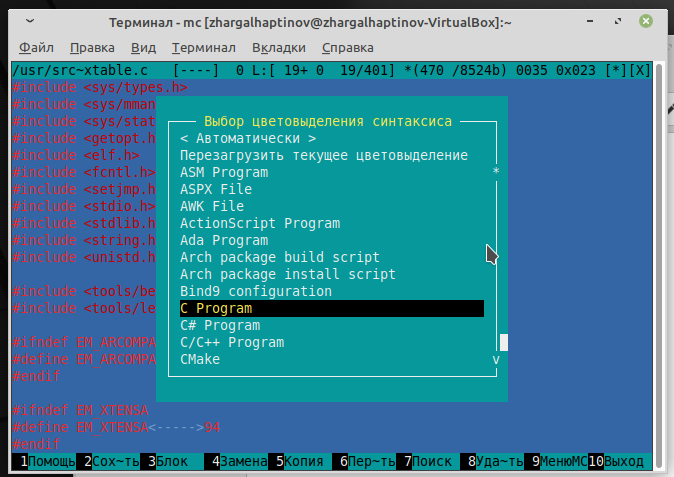 Терминал - mc [zhargalhaptinov@zhargalhaptinov-VirtualBox]:~
Файл Правка Вид Терминал Вкладки Справка
/usr/src~xtable.c [----] 0 L:[ 19+ 0 19/401] *(470 /8524b) 0035 0x023 [*][X]
#include <sys/types.h>
#include <sys/mman
#include <sys/stat
#include <getopt.h
#include <elf.h>
#include <fcntl.h>
#include <setjmp.h
#include <stdio.h>
#include <stdlib.h
#include <string.h
#include <unistd.h
#include <tools/be
#include <tools/le
#ifndef EM_ARCOMPA
#define EM_ARCOMPA
#endif
#ifndef EM_XTENSA
#define EM_XTENSA<----->94
#endif
Выбор цветовыделения синтаксиса
< Автоматически >
Перезагрузить текущее цветовыделение
ASM Program *
ASPX File
AWK File
ActionScript Program
Ada Program
Arch package build script
Arch package install script
Bind9 configuration
C Program
C# Program
C/C++ Program
CMake v
1Помощь 2Сох~ть 3Блок 4Замена 5Копия 6Пер~ть 7Поиск 8Уда~ть 9МенюMC 10Выход